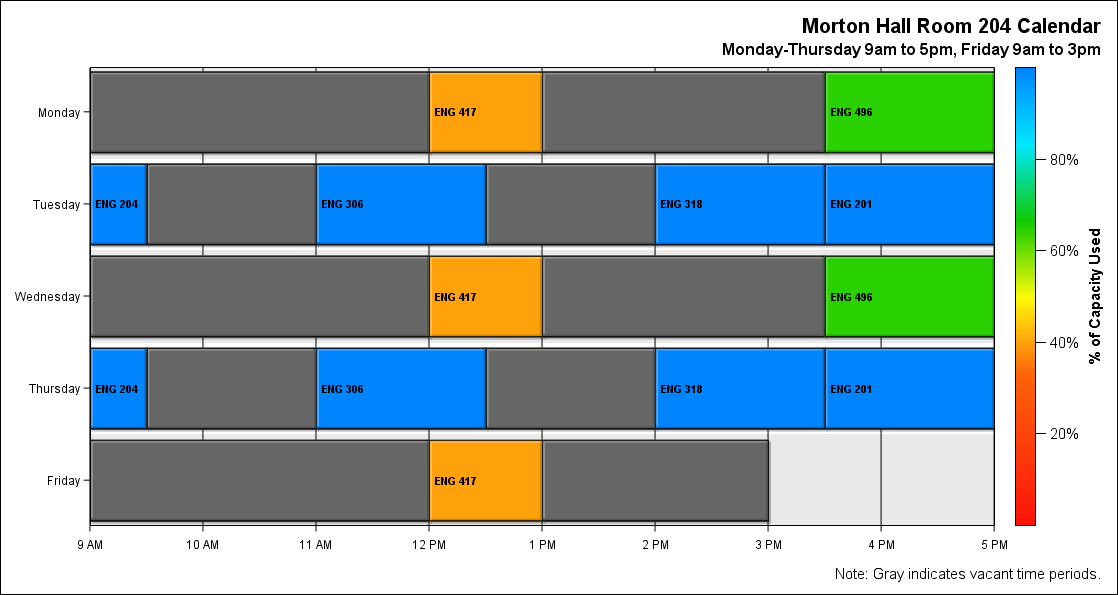 Morton Hall Room 204 Calendar
Monday-Thursday 9am to 5pm, Friday 9am to 3pm
Monday
ENG 417
ENG 496
Tuesday
ENG 204
ENG 306
ENG 318
ENG 201
Wednesday
ENG 417
ENG 496
Thursday
ENG 204
ENG 306
ENG 318
ENG 201
Friday
ENG 417
9 AM
10 AM
11 AM
12 PM
1 PM
2 PM
3 PM
4 PM
5 PM
80%
60%
40%
20%
% of Capacity Used
Note: Gray indicates vacant time periods.